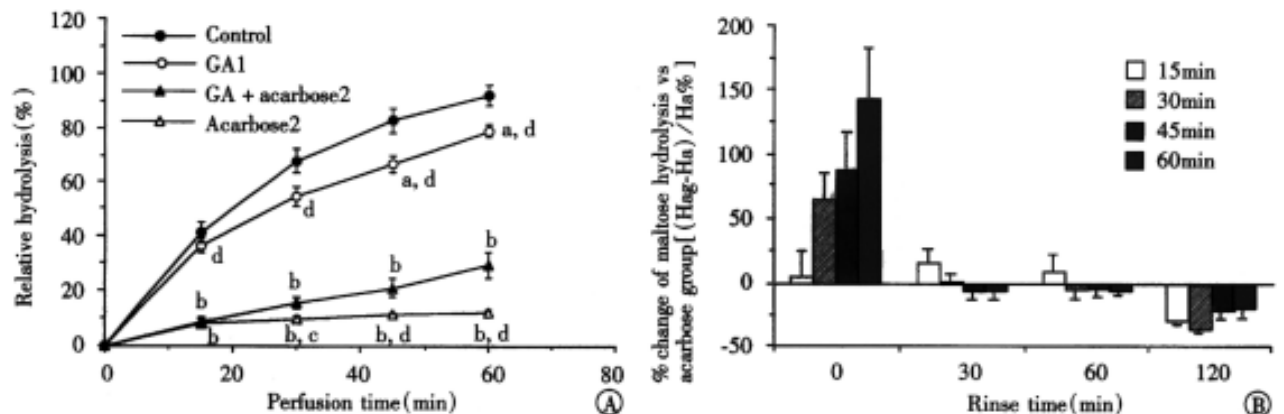 120
100
80
60
40
20
0
Relative hydrolysis(%)
Control
GA1
GA + acarbose2
Acarbose2
d
d
a, d
a, d
b
b
b
b
b
b, c
b, d
b, d
0
20
40
60
80
Perfusion time(min)
A
200
150
100
50
0
-50
% change of maltose hydrolysis vs
acarbose group[(Hag-Ha)/Ha%]
15min
30min
45min
60min
0
30
60
120
Rinse time(min)
B